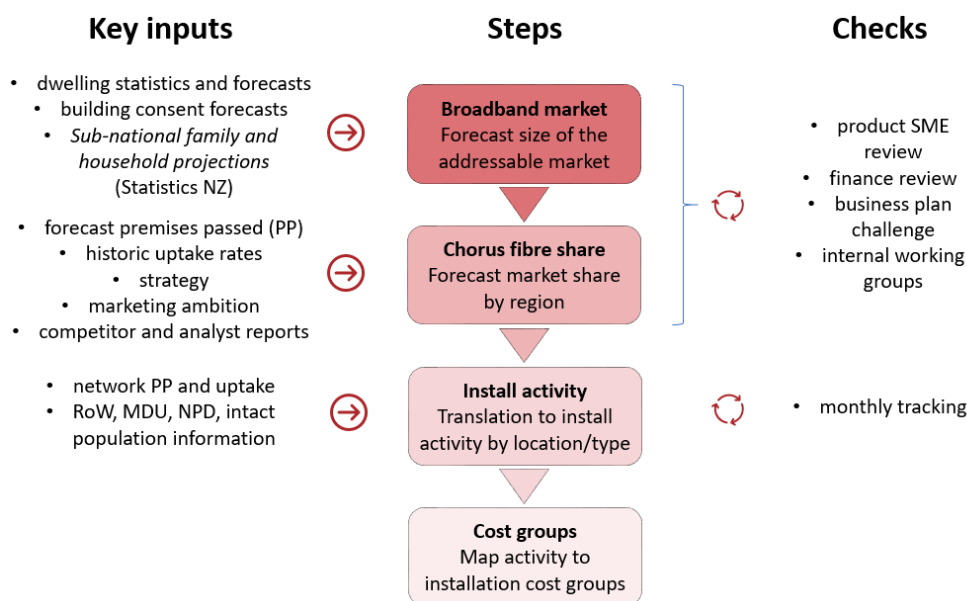 Key inputs
Steps
Checks
• dwelling statistics and forecasts
• building consent forecasts
• Sub-national family and
household projections
(Statistics NZ)
Broadband market
Forecast size of the
addressable market
• product SME
review
• finance review
• business plan
challenge
• internal working
groups
• forecast premises passed (PP)
• historic uptake rates
• strategy
• marketing ambition
• competitor and analyst reports
Chorus fibre share
Forecast market share
by region
• network PP and uptake
• RoW, MDU, NPD, intact
population information
Install activity
Translation to install
activity by location/type
• monthly tracking
Cost groups
Map activity to
installation cost groups